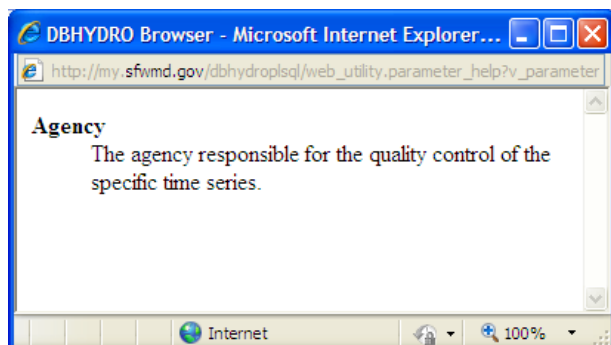 DBHYDRO Browser - Microsoft Internet Explorer...
http://my.sfwmd.gov/dbhydroplsql/web_utility.parameter_help?v_parameter
Agency
The agency responsible for the quality control of the
specific time series.
Internet
100%